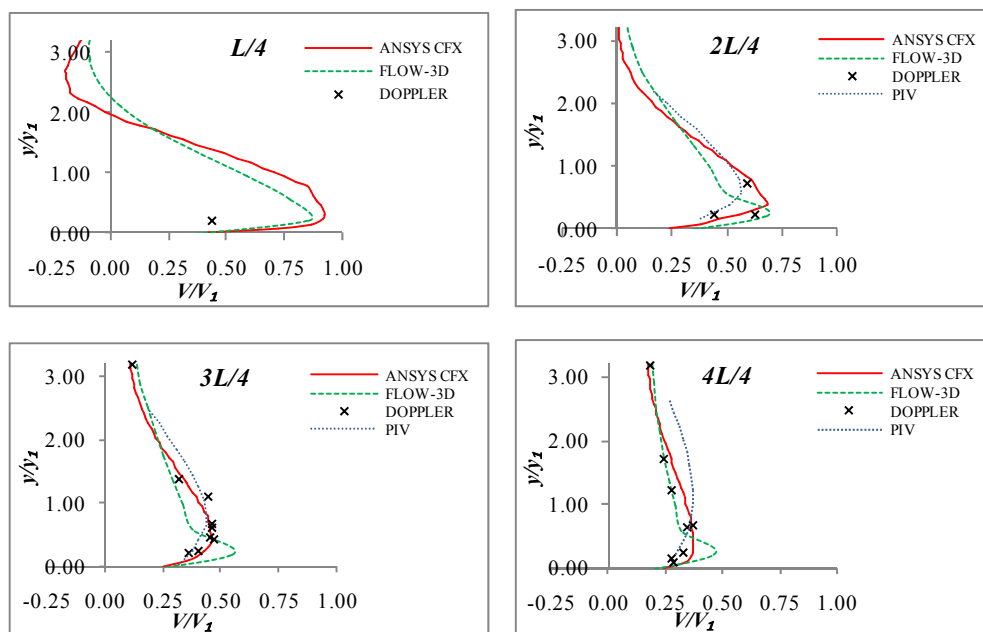 L/4
ANSYS CFX
FLOW-3D
DOPPLER
3.00
2.00
1.00
0.00
y/y₁
-0.25 0.00 0.25 0.50 0.75 1.00
V/V₁
2L/4
ANSYS CFX
FLOW-3D
DOPPLER
PIV
3.00
2.00
1.00
0.00
y/y₁
-0.25 0.00 0.25 0.50 0.75 1.00
V/V₁
3L/4
ANSYS CFX
FLOW-3D
DOPPLER
PIV
3.00
2.00
1.00
0.00
y/y₁
-0.25 0.00 0.25 0.50 0.75 1.00
V/V₁
4L/4
ANSYS CFX
FLOW-3D
DOPPLER
PIV
3.00
2.00
1.00
0.00
y/y₁
-0.25 0.00 0.25 0.50 0.75 1.00
V/V₁